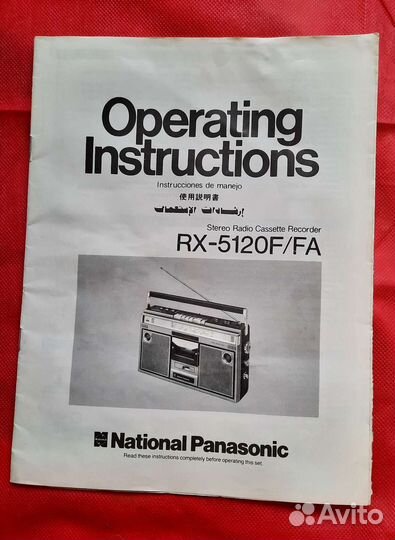 Operating
Instructions
Instrucciones de manejo
使用説明書
Stereo Radio Cassette Recorder
RX-5120F/FA
National Panasonic
Read these instructions completely before operating this set.
Avito